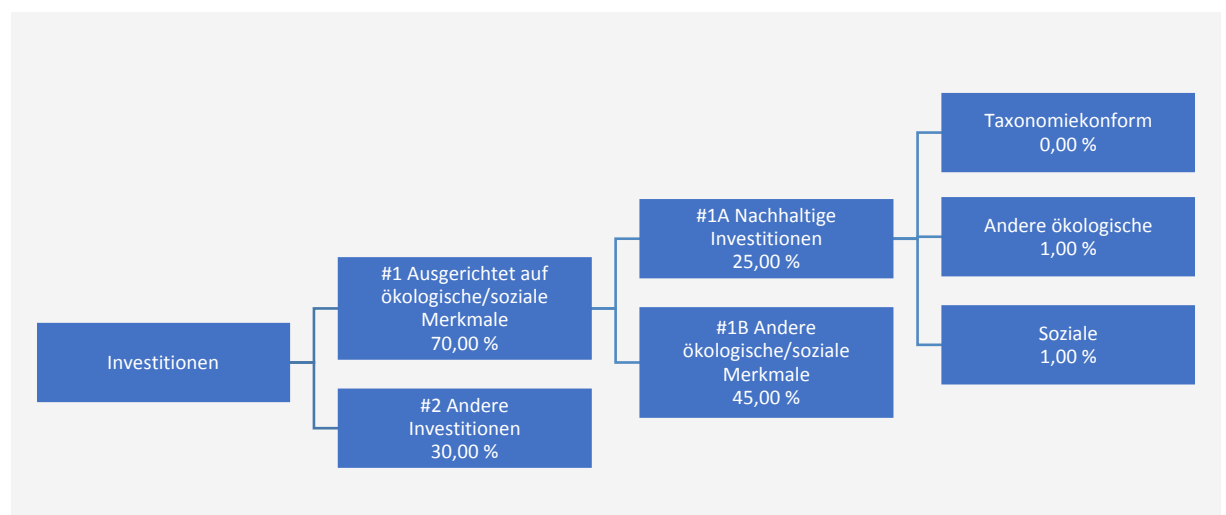 Investitionen
#1 Ausgerichtet auf
ökologische/soziale
Merkmale
70,00 %
#2 Andere
Investitionen
30,00 %
#1A Nachhaltige
Investitionen
25,00 %
#1B Andere
ökologische/soziale
Merkmale
45,00 %
Taxonomiekonform
0,00 %
Andere ökologische
1,00 %
Soziale
1,00 %